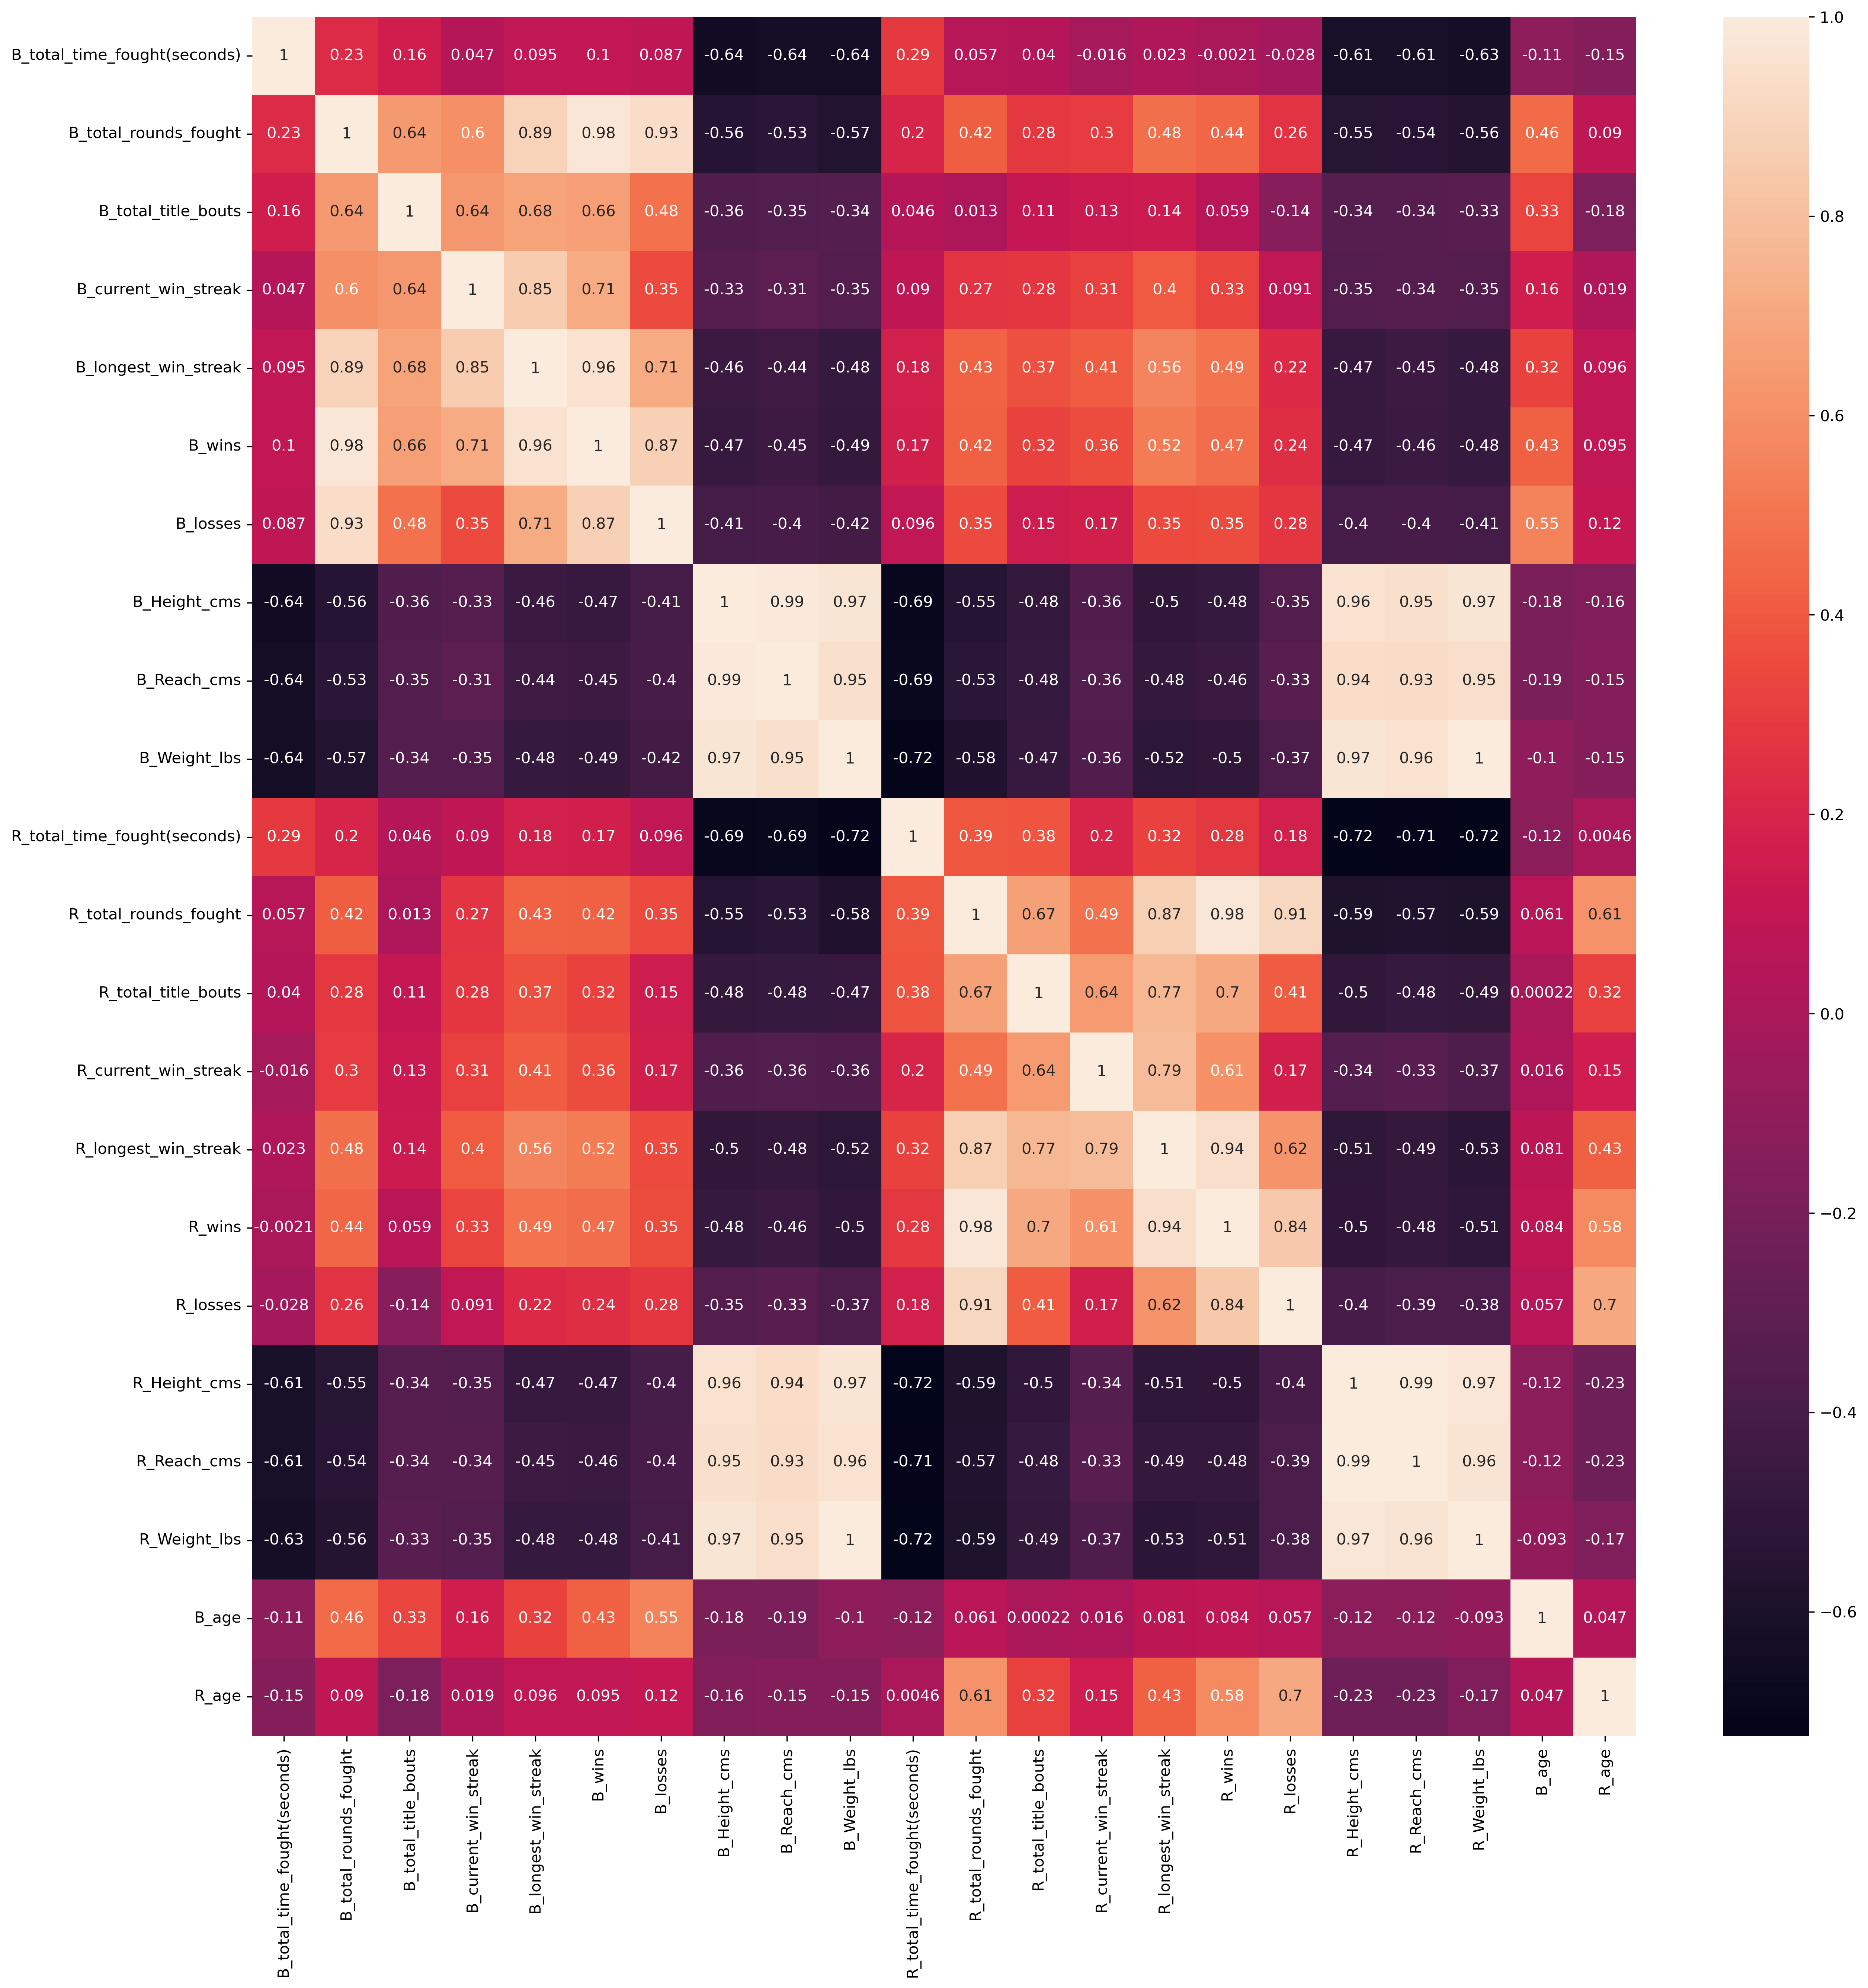 B_total_time_fought(seconds) 1 0.23 0.16 0.047 0.095 0.1 0.087 -0.64 -0.64 -0.64 0.29 0.057 0.04 -0.016 0.023 -0.0021 -0.028 -0.61 -0.61 -0.63 -0.11 -0.15
B_total_rounds_fought 0.23 1 0.64 0.6 0.89 0.98 0.93 -0.56 -0.53 -0.57 0.2 0.42 0.28 0.3 0.48 0.44 0.26 -0.55 -0.54 -0.56 0.46 0.09
B_total_title_bouts 0.16 0.64 1 0.64 0.68 0.66 0.48 -0.36 -0.35 -0.34 0.046 0.013 0.11 0.13 0.14 0.059 -0.14 -0.34 -0.34 -0.33 0.33 -0.18
B_current_win_streak 0.047 0.6 0.64 1 0.85 0.71 0.35 -0.33 -0.31 -0.35 0.09 0.27 0.28 0.31 0.4 0.33 0.091 -0.35 -0.34 -0.35 0.16 0.019
B_longest_win_streak 0.095 0.89 0.68 0.85 1 0.96 0.71 -0.46 -0.44 -0.48 0.18 0.43 0.37 0.41 0.56 0.49 0.22 -0.47 -0.45 -0.48 0.32 0.096
B_wins 0.1 0.98 0.66 0.71 0.96 1 0.87 -0.47 -0.45 -0.49 0.17 0.42 0.32 0.36 0.52 0.47 0.24 -0.47 -0.46 -0.48 0.43 0.095
B_losses 0.087 0.93 0.48 0.35 0.71 0.87 1 -0.41 -0.4 -0.42 0.096 0.35 0.15 0.17 0.35 0.35 0.28 -0.4 -0.4 -0.41 0.55 0.12
B_Height_cms -0.64 -0.56 -0.36 -0.33 -0.46 -0.47 -0.41 1 0.99 0.97 -0.69 -0.55 -0.48 -0.36 -0.5 -0.48 -0.35 0.96 0.95 0.97 -0.18 -0.16
B_Reach_cms -0.64 -0.53 -0.35 -0.31 -0.44 -0.45 -0.4 0.99 1 0.95 -0.69 -0.53 -0.48 -0.36 -0.48 -0.46 -0.33 0.94 0.93 0.95 -0.19 -0.15
B_Weight_lbs -0.64 -0.57 -0.34 -0.35 -0.48 -0.49 -0.42 0.97 0.95 1 -0.72 -0.58 -0.47 -0.36 -0.52 -0.5 -0.37 0.97 0.96 1 -0.1 -0.15
R_total_time_fought(seconds) 0.29 0.2 0.046 0.09 0.18 0.17 0.096 -0.69 -0.69 -0.72 1 0.39 0.38 0.2 0.32 0.28 0.18 -0.72 -0.71 -0.72 -0.12 0.0046
R_total_rounds_fought 0.057 0.42 0.013 0.27 0.43 0.42 0.35 -0.55 -0.53 -0.58 0.39 1 0.67 0.49 0.87 0.98 0.91 -0.59 -0.57 -0.59 0.061 0.61
R_total_title_bouts 0.04 0.28 0.11 0.28 0.37 0.32 0.15 -0.48 -0.48 -0.47 0.38 0.67 1 0.64 0.77 0.7 0.41 -0.5 -0.48 -0.49 0.00022 0.32
R_current_win_streak -0.016 0.3 0.13 0.31 0.41 0.36 0.17 -0.36 -0.36 -0.36 0.2 0.49 0.64 1 0.79 0.61 0.17 -0.34 -0.33 -0.37 0.016 0.15
R_longest_win_streak 0.023 0.48 0.14 0.4 0.56 0.52 0.35 -0.5 -0.48 -0.52 0.32 0.87 0.77 0.79 1 0.94 0.62 -0.51 -0.49 -0.53 0.081 0.43
R_wins -0.0021 0.44 0.059 0.33 0.49 0.47 0.35 -0.48 -0.46 -0.5 0.28 0.98 0.7 0.61 0.94 1 0.84 -0.5 -0.48 -0.51 0.084 0.58
R_losses -0.028 0.26 -0.14 0.091 0.22 0.24 0.28 -0.35 -0.33 -0.37 0.18 0.91 0.41 0.17 0.62 0.84 1 -0.4 -0.39 -0.38 0.057 0.7
R_Height_cms -0.61 -0.55 -0.34 -0.35 -0.47 -0.47 -0.4 0.96 0.94 0.97 -0.72 -0.59 -0.5 -0.34 -0.51 -0.5 -0.4 1 0.99 0.97 -0.12 -0.23
R_Reach_cms -0.61 -0.54 -0.34 -0.34 -0.45 -0.46 -0.4 0.95 0.93 0.96 -0.71 -0.57 -0.48 -0.33 -0.49 -0.48 -0.39 0.99 1 0.96 -0.12 -0.23
R_Weight_lbs -0.63 -0.56 -0.33 -0.35 -0.48 -0.48 -0.41 0.97 0.95 1 -0.72 -0.59 -0.49 -0.37 -0.53 -0.51 -0.38 0.97 0.96 1 -0.093 -0.17
B_age -0.11 0.46 0.33 0.16 0.32 0.43 0.55 -0.18 -0.19 -0.1 -0.12 0.061 0.00022 0.016 0.081 0.084 0.057 -0.12 -0.12 -0.093 1 0.047
R_age -0.15 0.09 -0.18 0.019 0.096 0.095 0.12 -0.16 -0.15 -0.15 0.0046 0.61 0.32 0.15 0.43 0.58 0.7 -0.23 -0.23 -0.17 0.047 1
B_total_time_fought(seconds)
B_total_rounds_fought
B_total_title_bouts
B_current_win_streak
B_longest_win_streak
B_wins
B_losses
B_Height_cms
B_Reach_cms
B_Weight_lbs
R_total_time_fought(seconds)
R_total_rounds_fought
R_total_title_bouts
R_current_win_streak
R_longest_win_streak
R_wins
R_losses
R_Height_cms
R_Reach_cms
R_Weight_lbs
B_age
R_age
1.0
0.8
0.6
0.4
0.2
0.0
−0.2
−0.4
−0.6